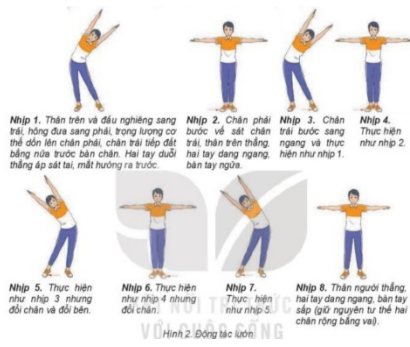 Nhịp 1. Thân trên và đầu nghiêng sang
trái, hông đưa sang phải, trọng lượng cơ
thể dồn lên chân phải, chân trái tiếp đất
bằng nửa trước bàn chân. Hai tay duỗi
thẳng áp sát tai, mắt hướng ra trước.
Nhịp 2. Chân phải
bước về sát chân
trái, thân trên thẳng,
hai tay dang ngang,
bàn tay ngửa.
Nhịp 3. Chân
trái bước sang
ngang và thực
hiện như nhịp 1.
Nhịp 4.
Thực hiện
như nhịp 2.
Nhịp 5. Thực hiện
như nhịp 3 nhưng
đổi chân và đổi bên.
Nhịp 6. Thực hiện
như nhịp 4 nhưng
đổi chân.
Nhịp 7.
Thực hiện
như nhịp 5.
Nhịp 8. Thân người thẳng,
hai tay dang ngang, bàn tay
sấp (giữ nguyên tư thế hai
chân rộng bằng vai).
NỐI TRI THỨC
VỚI CUỘC SỐNG
Hình 2. Động tác lườn